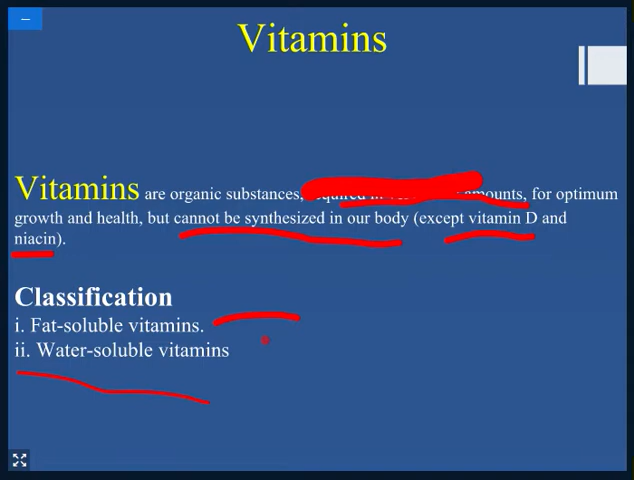 Vitamins
Vitamins are organic substances, amounts, for optimum
growth and health, but cannot be synthesized in our body (except vitamin D and
niacin).
Classification
i. Fat-soluble vitamins.
ii. Water-soluble vitamins